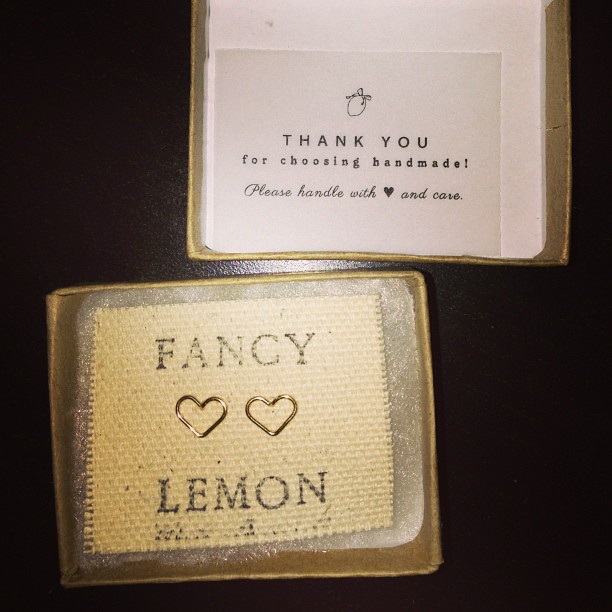 THANK YOU
for choosing handmade!
Please handle with ♥ and care.
FANCY
LEMON